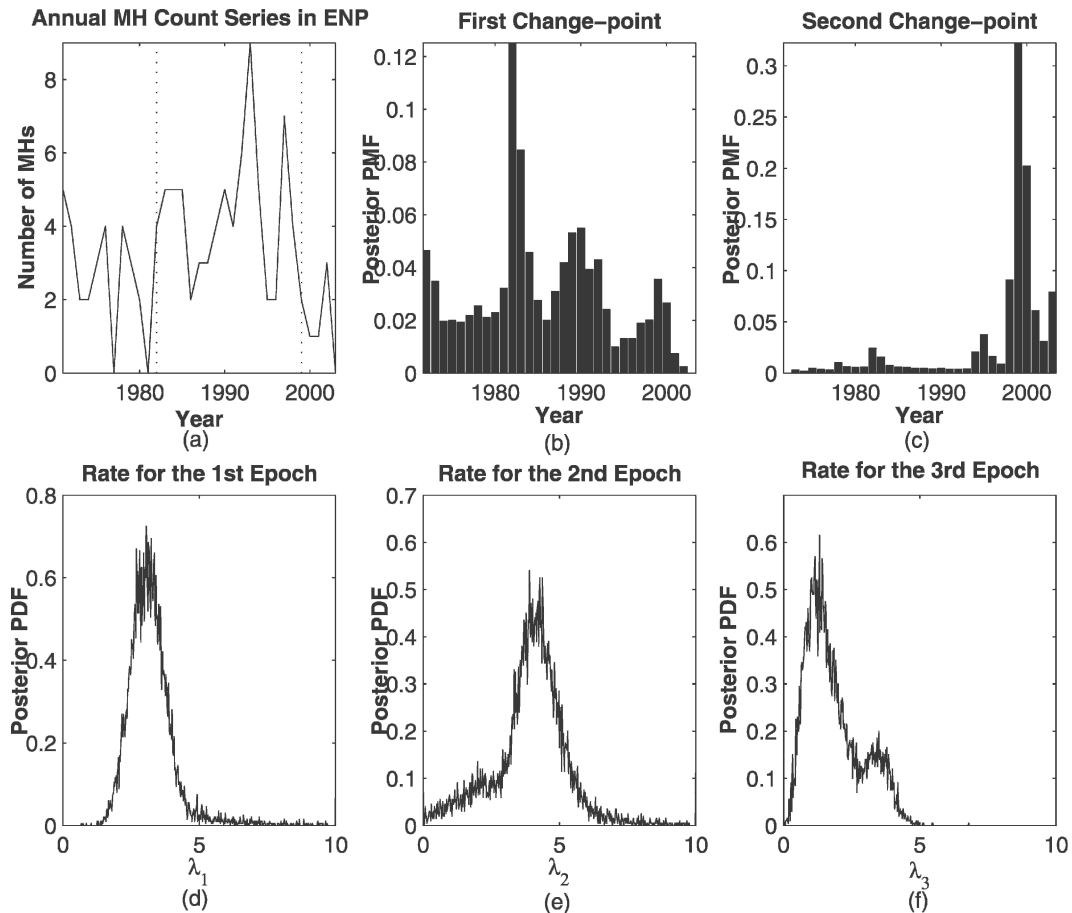 Annual MH Count Series in ENP
Number of MHs
8
6
4
2
0
1980 1990 2000
Year
(a)
First Change-point
Posterior PMF
0.12
0.1
0.08
0.06
0.04
0.02
0
1980 1990 2000
Year
(b)
Second Change-point
Posterior PMF
0.3
0.25
0.2
0.15
0.1
0.05
0
1980 1990 2000
Year
(c)
Rate for the 1st Epoch
Posterior PDF
0.8
0.6
0.4
0.2
0
0 5 10
λ1
(d)
Rate for the 2nd Epoch
Posterior PDF
0.7
0.6
0.5
0.4
0.3
0.2
0.1
0
0 5 10
λ2
(e)
Rate for the 3rd Epoch
Posterior PDF
0.6
0.5
0.4
0.3
0.2
0.1
0
0 5 10
λ3
(f)